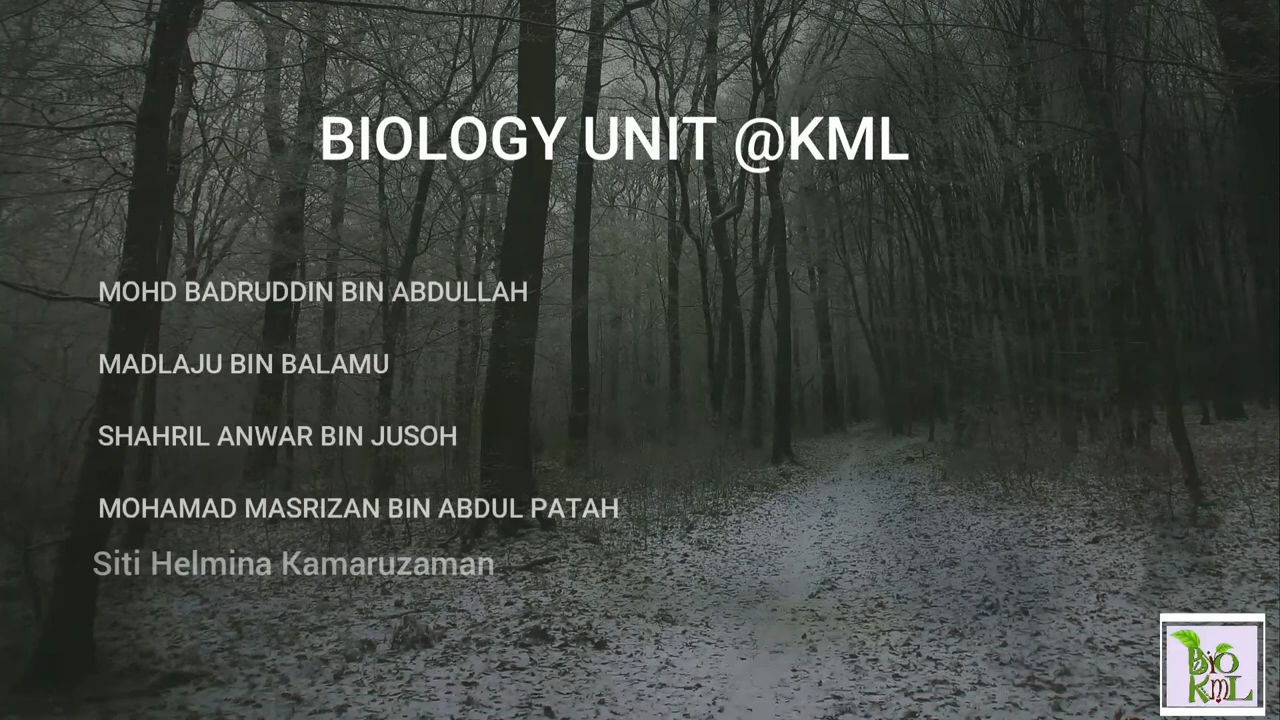 BIOLOGY UNIT @KML
MOHD BADRUDDIN BIN ABDULLAH
MADLAJU BIN BALAMU
SHAHRIL ANWAR BIN JUSOH
MOHAMAD MASRIZAN BIN ABDUL PATAH
Siti Helmina Kamaruzaman
BiO
KmL